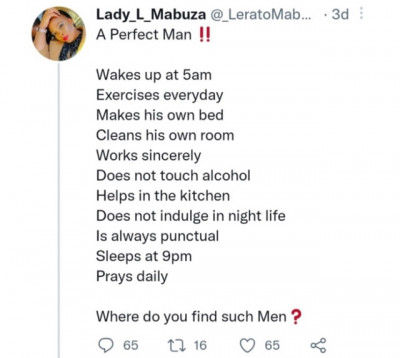 Lady_L_Mabuza @_LeratoMab... · 3d
A Perfect Man ‼
Wakes up at 5am
Exercises everyday
Makes his own bed
Cleans his own room
Works sincerely
Does not touch alcohol
Helps in the kitchen
Does not indulge in night life
Is always punctual
Sleeps at 9pm
Prays daily
Where do you find such Men❓
65 16 65